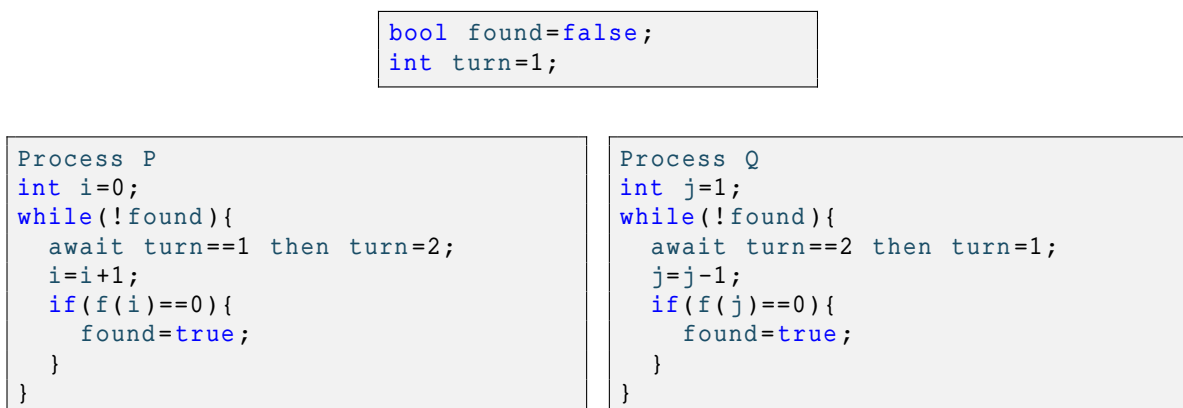 bool found=false;
int turn=1;
Process P
int i=0;
while(!found){
  await turn==1 then turn=2;
  i=i+1;
  if(f(i)==0){
    found=true;
  }
}
Process Q
int j=1;
while(!found){
  await turn==2 then turn=1;
  j=j-1;
  if(f(j)==0){
    found=true;
  }
}